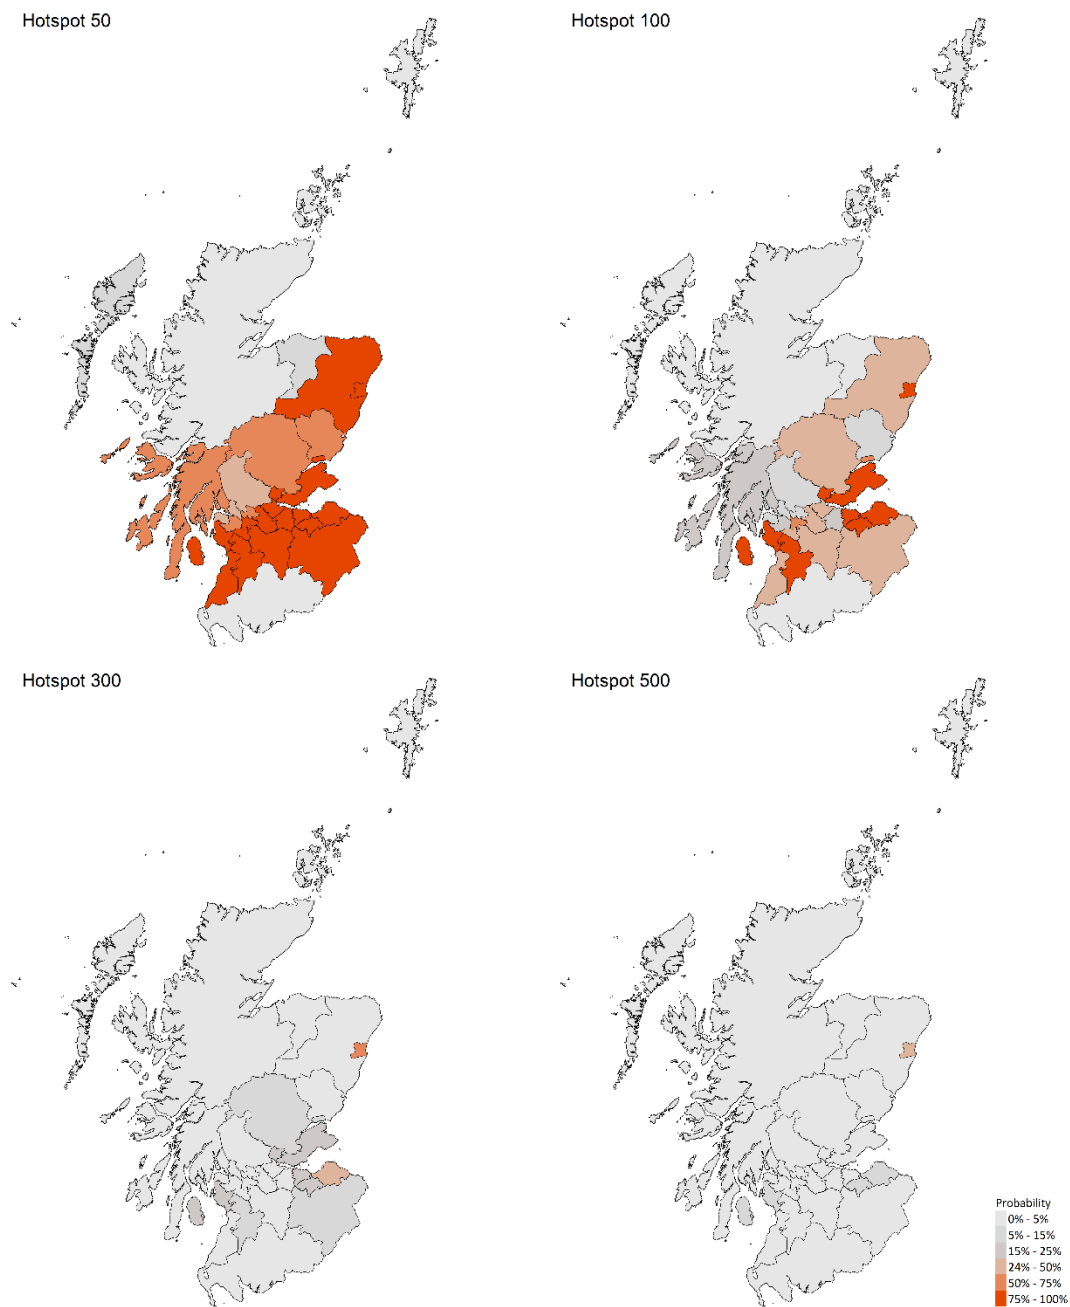 Hotspot 50
Hotspot 100
Hotspot 300
Hotspot 500
Probability
0% - 5%
5% - 15%
15% - 25%
24% - 50%
50% - 75%
75% - 100%